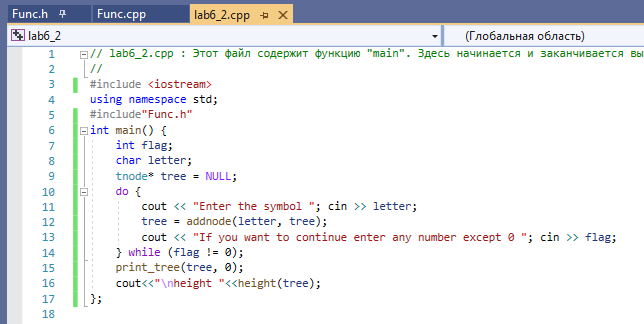 Func.h Func.cpp lab6_2.cpp
lab6_2 (Глобальная область)
1 // lab6_2.cpp : Этот файл содержит функцию "main". Здесь начинается и заканчивается вы
2 //
3 #include <iostream>
4 using namespace std;
5 #include"Func.h"
6 int main() {
7 int flag;
8 char letter;
9 tnode* tree = NULL;
10 do {
11 cout << "Enter the symbol "; cin >> letter;
12 tree = addnode(letter, tree);
13 cout << "If you want to continue enter any number except 0 "; cin >> flag;
14 } while (flag != 0);
15 print_tree(tree, 0);
16 cout<<"\nheight "<<height(tree);
17 };
18